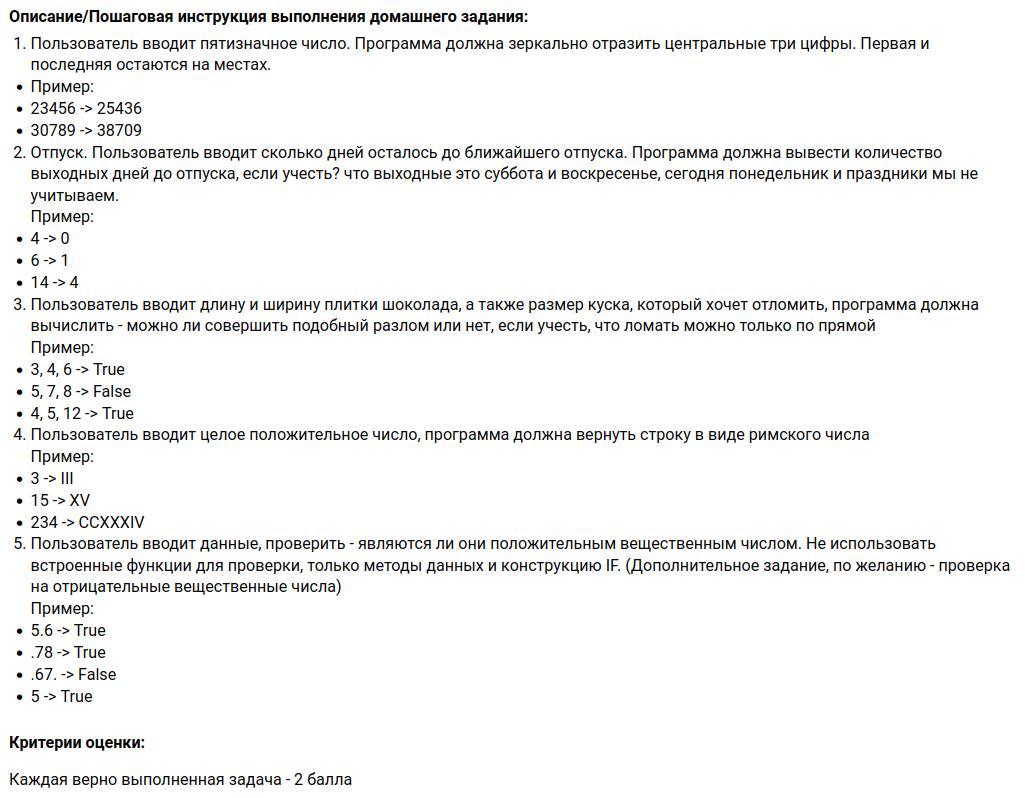 Описание/Пошаговая инструкция выполнения домашнего задания:
1. Пользователь вводит пятизначное число. Программа должна зеркально отразить центральные три цифры. Первая и
последняя остаются на местах.
• Пример:
• 23456 -> 25436
• 30789 -> 38709
2. Отпуск. Пользователь вводит сколько дней осталось до ближайшего отпуска. Программа должна вывести количество
выходных дней до отпуска, если учесть? что выходные это суббота и воскресенье, сегодня понедельник и праздники мы не
учитываем.
Пример:
• 4 -> 0
• 6 -> 1
• 14 -> 4
3. Пользователь вводит длину и ширину плитки шоколада, а также размер куска, который хочет отломить, программа должна
вычислить - можно ли совершить подобный разлом или нет, если учесть, что ломать можно только по прямой
Пример:
• 3, 4, 6 -> True
• 5, 7, 8 -> False
• 4, 5, 12 -> True
4. Пользователь вводит целое положительное число, программа должна вернуть строку в виде римского числа
Пример:
• 3 -> III
• 15 -> XV
• 234 -> CCXXXIV
5. Пользователь вводит данные, проверить - являются ли они положительным вещественным числом. Не использовать
встроенные функции для проверки, только методы данных и конструкцию IF. (Дополнительное задание, по желанию - проверка
на отрицательные вещественные числа)
Пример:
• 5.6 -> True
• .78 -> True
• .67. -> False
• 5 -> True
Критерии оценки:
Каждая верно выполненная задача - 2 балла